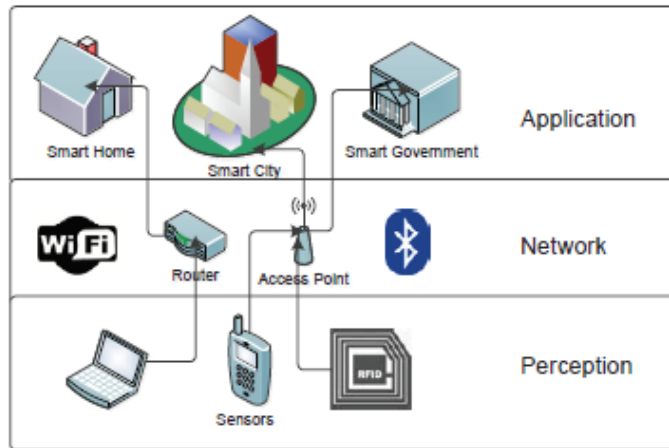 Smart Home
Smart City
Smart Government
Application
WiFi
Router
Access Point
Network
Sensors
RFID
Perception